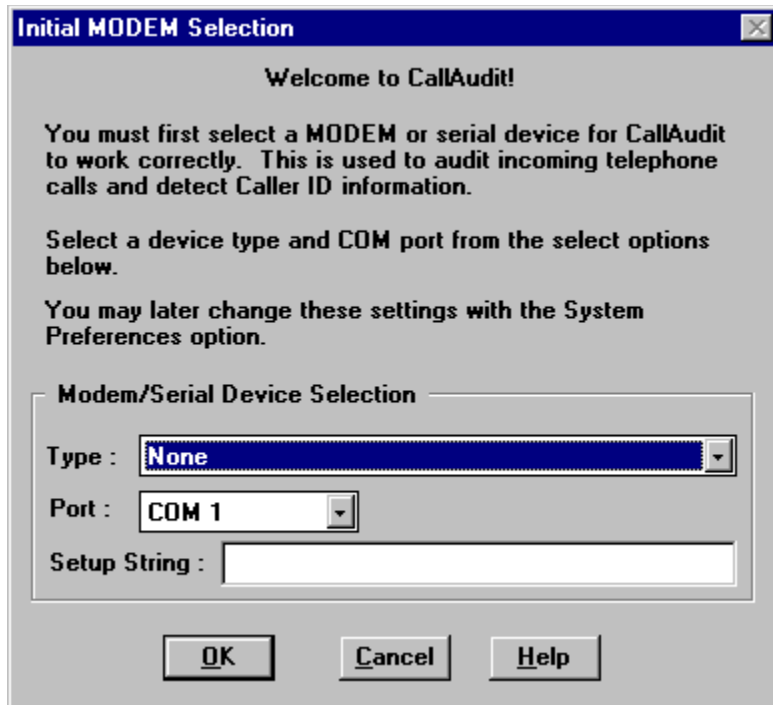 Initial MODEM Selection
Welcome to CallAudit!
You must first select a MODEM or serial device for CallAudit
to work correctly.  This is used to audit incoming telephone
calls and detect Caller ID information.
Select a device type and COM port from the select options
below.
You may later change these settings with the System
Preferences option.
Modem/Serial Device Selection
Type : None
Port : COM 1
Setup String :
OK Cancel Help